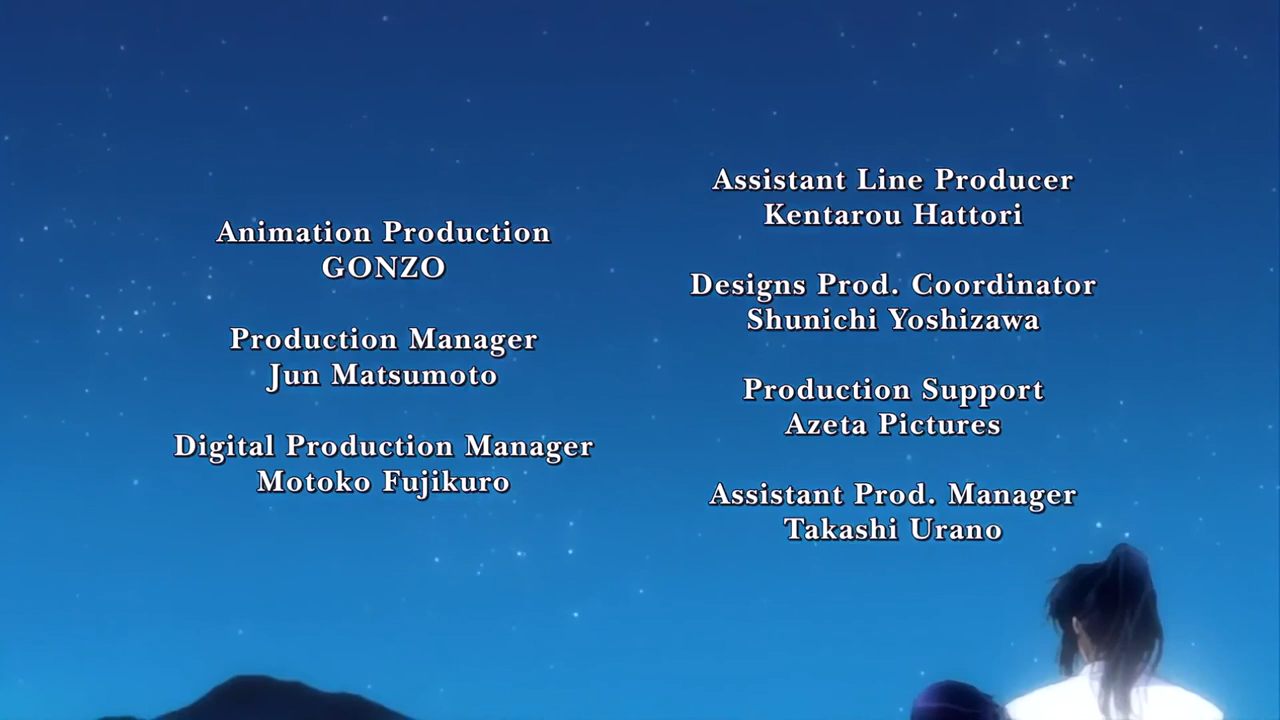 Animation Production
GONZO
Production Manager
Jun Matsumoto
Digital Production Manager
Motoko Fujikuro
Assistant Line Producer
Kentarou Hattori
Designs Prod. Coordinator
Shunichi Yoshizawa
Production Support
Azeta Pictures
Assistant Prod. Manager
Takashi Urano